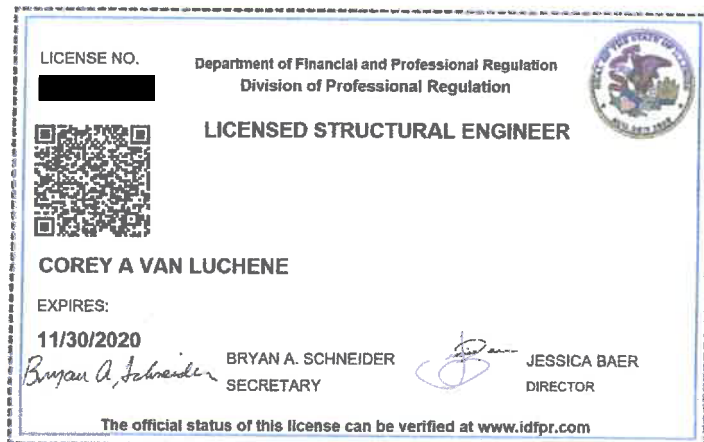 LICENSE NO.
Department of Financial and Professional Regulation
Division of Professional Regulation
LICENSED STRUCTURAL ENGINEER
COREY A VAN LUCHENE
EXPIRES:
11/30/2020
Bryan A. Schneider
BRYAN A. SCHNEIDER
SECRETARY
JESSICA BAER
DIRECTOR
The official status of this license can be verified at www.idfpr.com